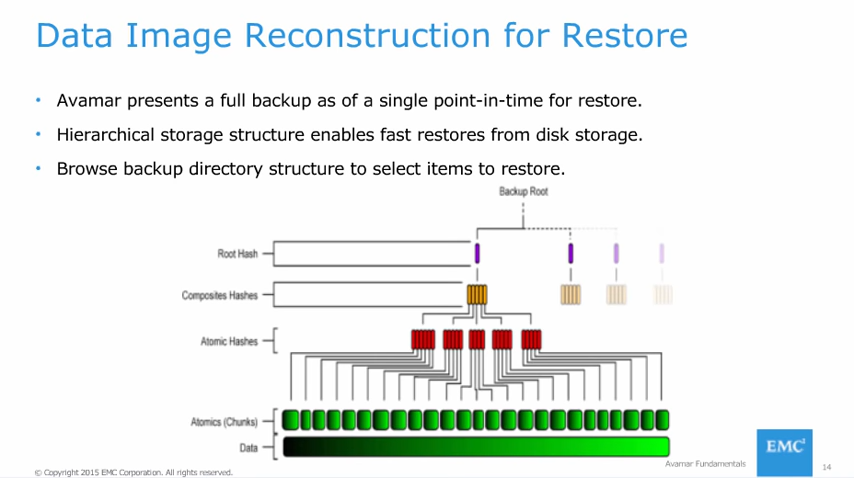 Data Image Reconstruction for Restore
• Avamar presents a full backup as of a single point-in-time for restore.
• Hierarchical storage structure enables fast restores from disk storage.
• Browse backup directory structure to select items to restore.
Backup Root
Root Hash
Composites Hashes
Atomic Hashes
Atomics (Chunks)
Data
Avamar Fundamentals
EMC²
14
© Copyright 2015 EMC Corporation. All rights reserved.